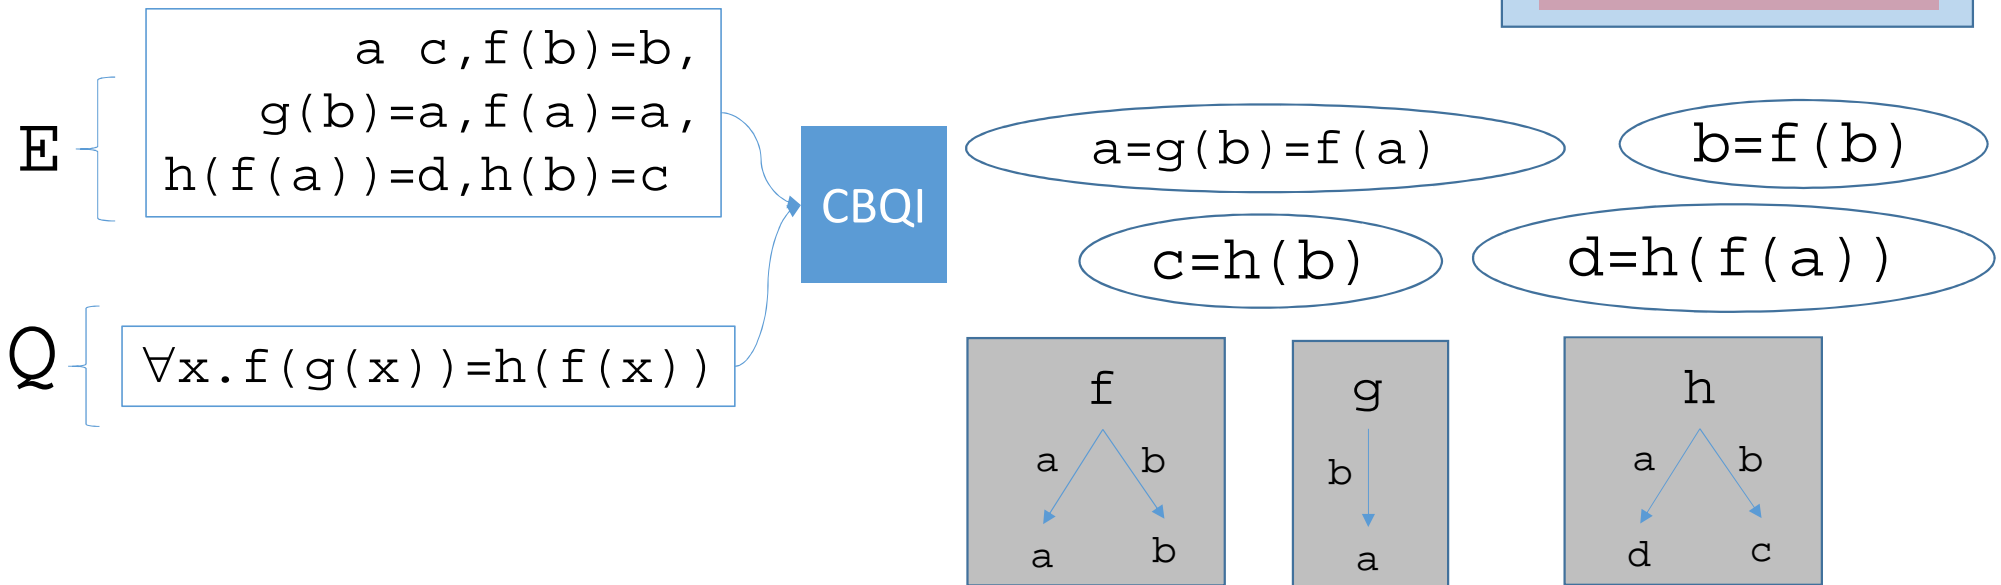 E
a c,f(b)=b,
g(b)=a,f(a)=a,
h(f(a))=d,h(b)=c
Q
∀x.f(g(x))=h(f(x))
CBQI
a=g(b)=f(a)
b=f(b)
c=h(b)
d=h(f(a))
f
a b
a b
g
b
a
h
a b
d c